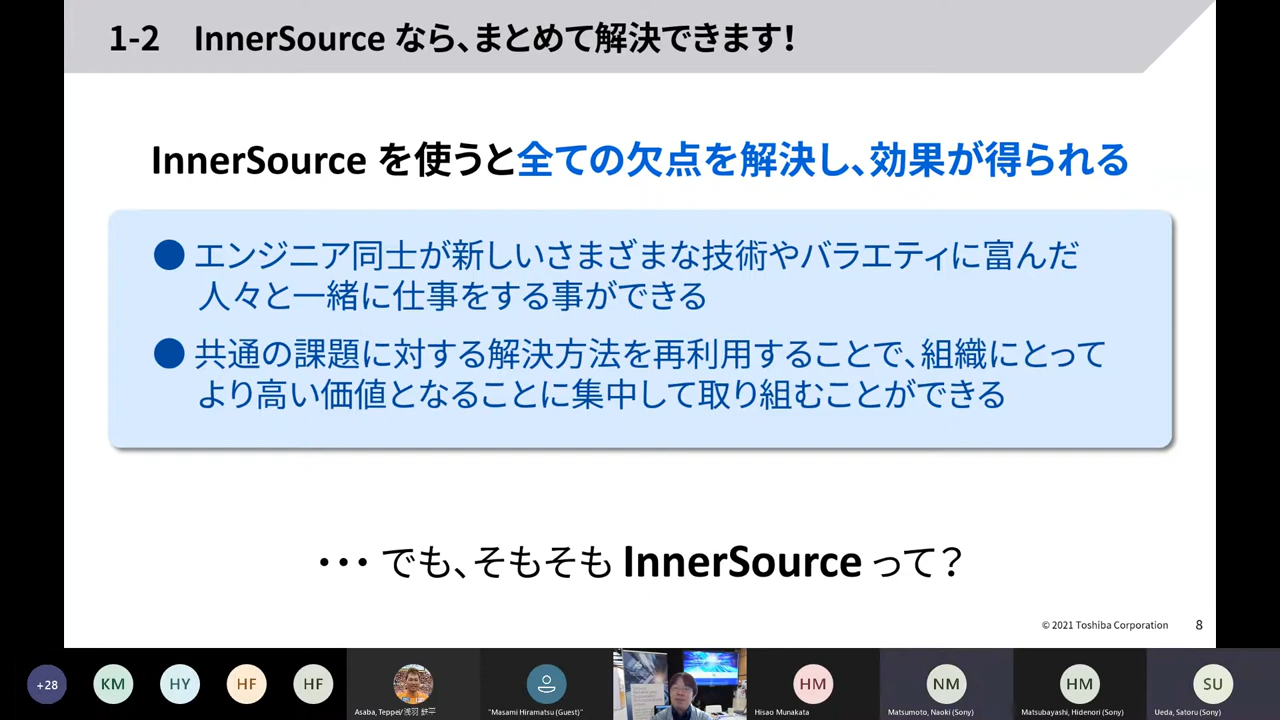 1-2 InnerSource なら、まとめて解決できます!
InnerSource を使うと全ての欠点を解決し、効果が得られる
● エンジニア同士が新しいさまざまな技術やバラエティに富んだ
人々と一緒に仕事をする事ができる
● 共通の課題に対する解決方法を再利用することで、組織にとって
より高い価値となることに集中して取り組むことができる
・・・ でも、そもそも InnerSource って?
© 2021 Toshiba Corporation 8
+28 KM HY HF HF HM NM HM SU
Asaba, Teppei/浅羽 鉄平 "Masami Hiramatsu (Guest)" Hisao Munakata Matsumoto, Naoki (Sony) Matsubayashi, Hidenori (Sony) Ueda, Satoru (Sony)